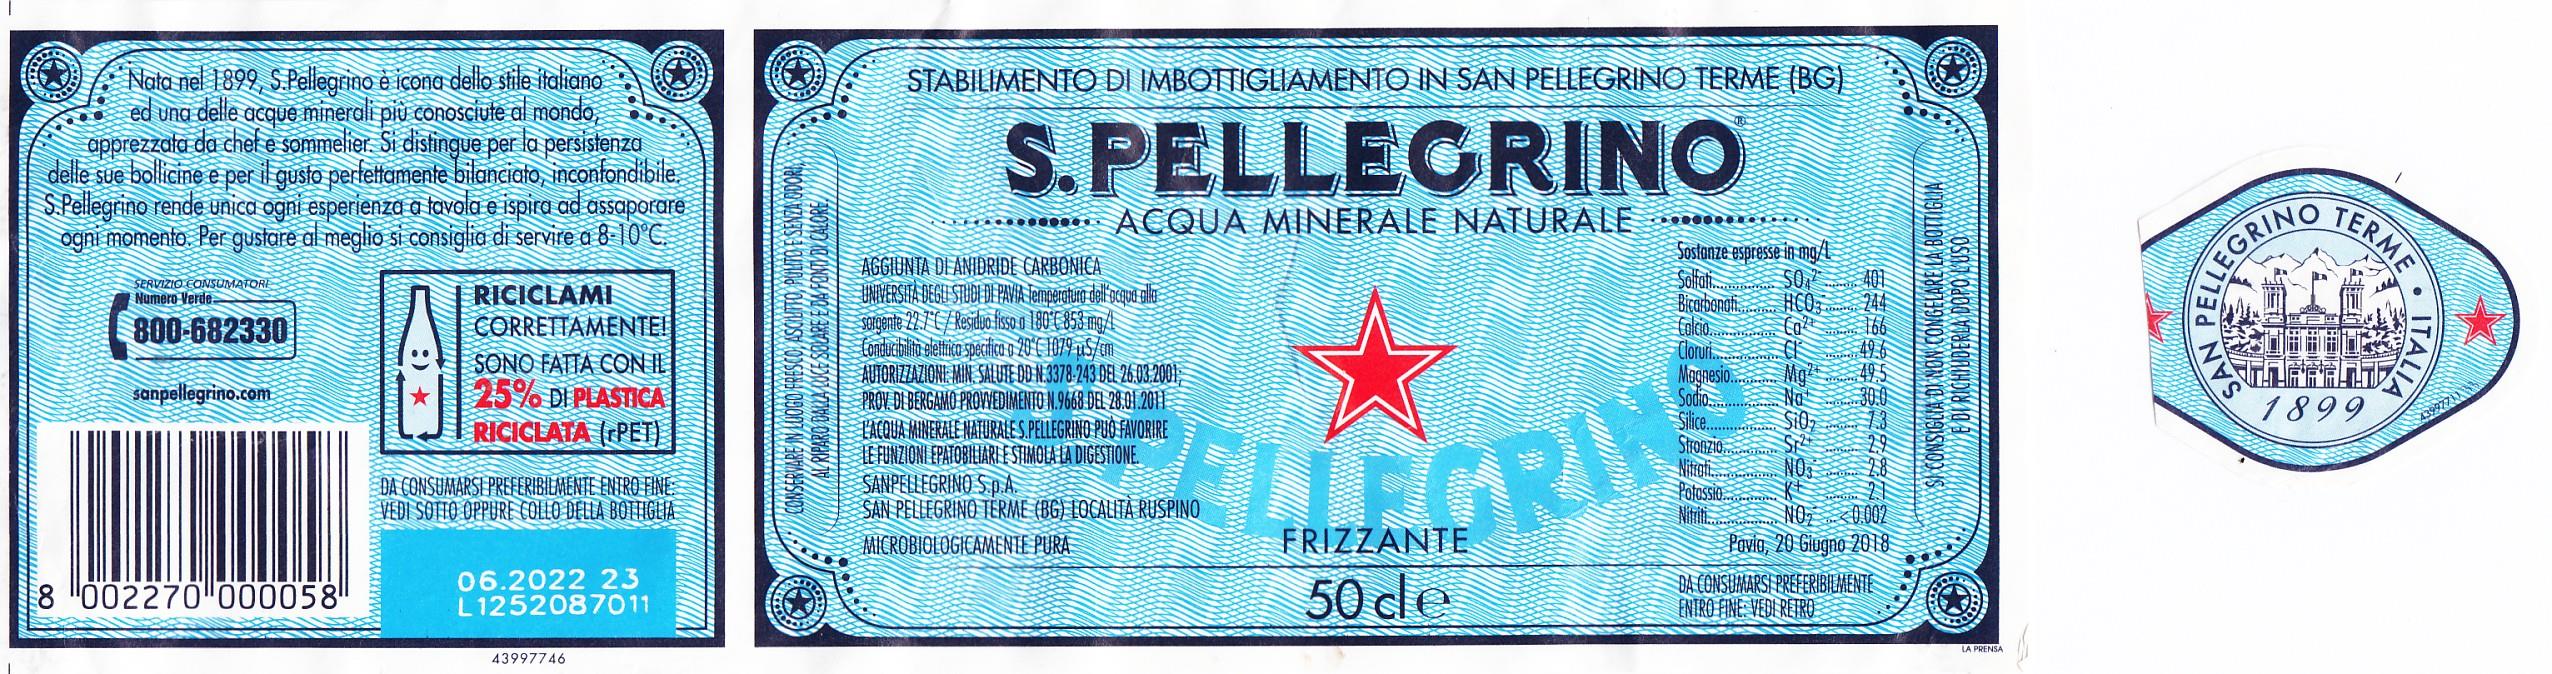 Nata nel 1899, S.Pellegrino è icona dello stile italiano
ed una delle acque minerali più conosciute al mondo,
apprezzata da chef e sommelier. Si distingue per la persistenza
delle sue bollicine e per il gusto perfettamente bilanciato, inconfondibile.
S.Pellegrino rende unica ogni esperienza a tavola e ispira ad assaporare
ogni momento. Per gustare al meglio si consiglia di servire a 8-10°C.
SERVIZIO CONSUMATORI
Numero Verde
800-682330
sanpellegrino.com
RICICLAMI
CORRETTAMENTE!
SONO FATTA CON IL
25% DI PLASTICA
RICICLATA (rPET)
DA CONSUMARSI PREFERIBILMENTE ENTRO FINE:
VEDI SOTTO OPPURE COLLO DELLA BOTTIGLIA
06.2022 23
L1252087011
8 002270 000058
43997746
STABILIMENTO DI IMBOTTIGLIAMENTO IN SAN PELLEGRINO TERME (BG)
S.PELLEGRINO®
ACQUA MINERALE NATURALE
CONSERVARE IN LUOGO FRESCO, ASCIUTTO, PULITO E SENZA ODORI,
AL RIPARO DALLA LUCE SOLARE E DA FONTI DI CALORE
AGGIUNTA DI ANIDRIDE CARBONICA
UNIVERSITÀ DEGLI STUDI DI PAVIA Temperatura dell'acqua alla
sorgente 22.7°C / Residuo fisso a 180°C 853 mg/L
Conducibilità elettrica specifica a 20°C 1079 µS/cm
AUTORIZZAZIONI: MIN. SALUTE DD N.3378-243 DEL 26.03.2001;
PROV. DI BERGAMO PROVVEDIMENTO N.9668 DEL 28.01.2011
L'ACQUA MINERALE NATURALE S.PELLEGRINO PUÒ FAVORIRE
LE FUNZIONI EPATOBILIARI E STIMOLA LA DIGESTIONE.
SANPELLEGRINO S.p.A.
SAN PELLEGRINO TERME (BG) LOCALITÀ RUSPINO
MICROBIOLOGICAMENTE PURA
S.PELLEGRINO
FRIZZANTE
50 cl e
Sostanze espresse in mg/L
Solfati.......... SO₄²⁻ ........ 401
Bicarbonati.......... HCO₃⁻ ........ 244
Calcio.......... Ca²⁺ ........ 166
Cloruri.......... Cl⁻ ........ 49.6
Magnesio.......... Mg²⁺ ........ 49.5
Sodio.......... Na⁺ ........ 30.0
Silice.......... SiO₂ ........ 7.3
Stronzio.......... Sr²⁺ ........ 2.9
Nitrati.......... NO₃⁻ ........ 2.8
Potassio.......... K⁺ ........ 2.1
Nitriti.......... NO₂⁻ ...<0.002
Pavia, 20 Giugno 2018
DA CONSUMARSI PREFERIBILMENTE
ENTRO FINE: VEDI RETRO
SI CONSIGLIA DI NON CONGELARE LA BOTTIGLIA
E DI RICHIUDERLA DOPO L'USO
LA PRENSA
SAN PELLEGRINO TERME • ITALIA
1899